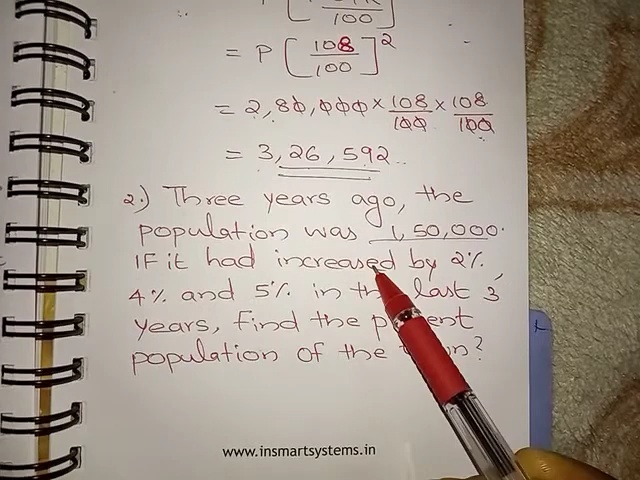 P [ /100 ]
= P [ 108/100 ]²
= 2,80,000 × 108/100 × 108/100
= 3,26,592
2.) Three years ago, the
population was 1,50,000.
If it had increased by 2%,
4% and 5% in the last 3
years, find the present
population of the town?
www.insmartsystems.in